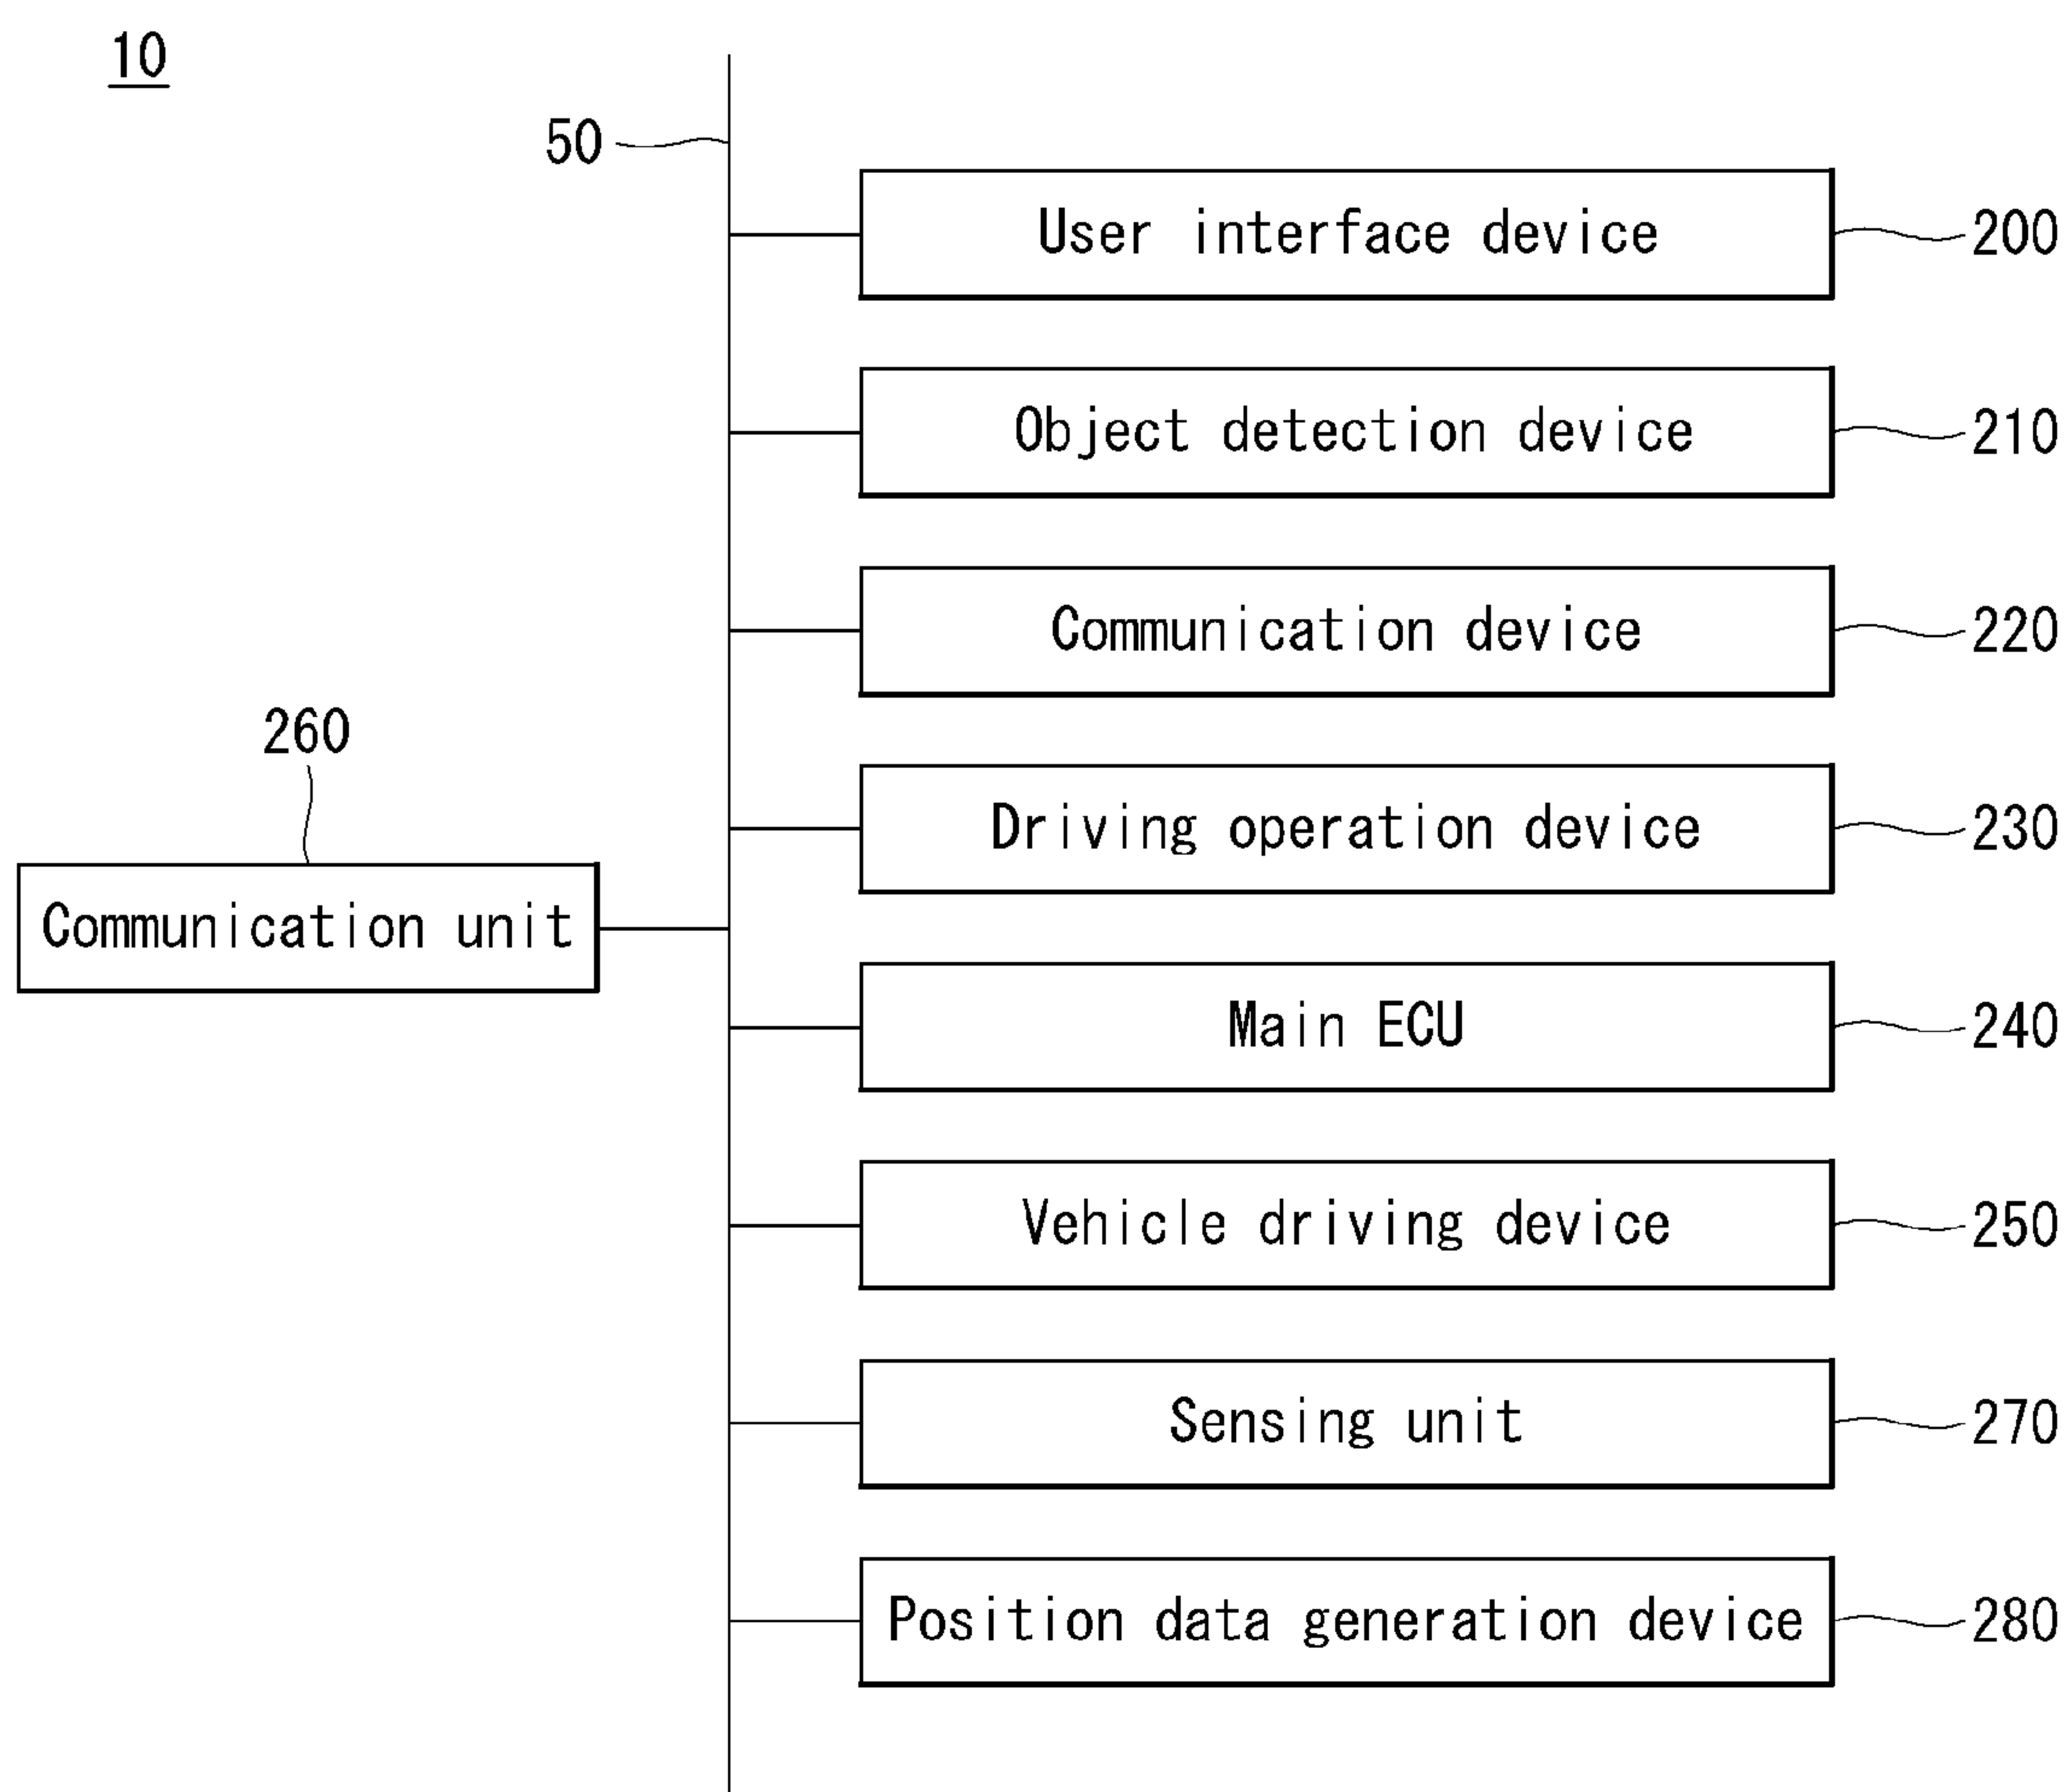 10
50
User interface device
200
Object detection device
210
Communication device
220
260
Driving operation device
230
Communication unit
Main ECU
240
Vehicle driving device
250
Sensing unit
270
Position data generation device
280